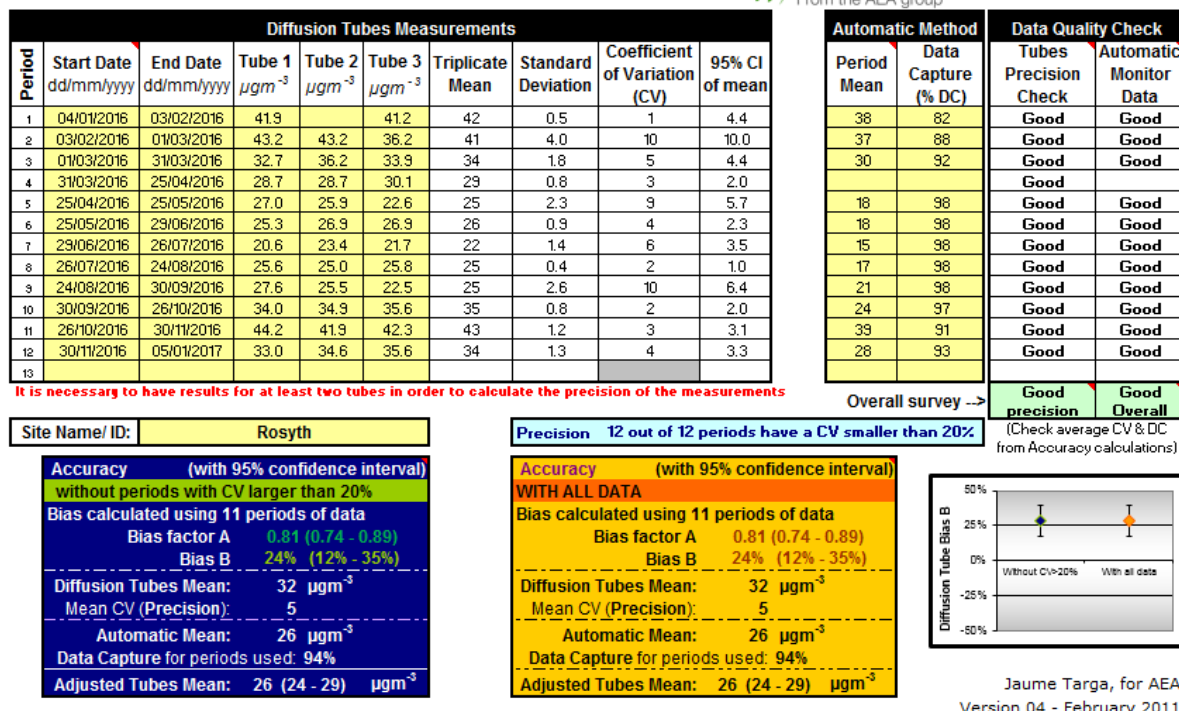 From the AEA group
Diffusion Tubes Measurements Automatic Method Data Quality Check
Period Start Date dd/mm/yyyy End Date dd/mm/yyyy Tube 1 µgm-3 Tube 2 µgm-3 Tube 3 µgm-3 Triplicate Mean Standard Deviation Coefficient of Variation (CV) 95% CI of mean Period Mean Data Capture (% DC) Tubes Precision Check Automatic Monitor Data
1 04/01/2016 03/02/2016 41.9 41.2 42 0.5 1 4.4 38 82 Good Good
2 03/02/2016 01/03/2016 43.2 43.2 36.2 41 4.0 10 10.0 37 88 Good Good
3 01/03/2016 31/03/2016 32.7 36.2 33.9 34 1.8 5 4.4 30 92 Good Good
4 31/03/2016 25/04/2016 28.7 28.7 30.1 29 0.8 3 2.0 Good
5 25/04/2016 25/05/2016 27.0 25.9 22.6 25 2.3 9 5.7 18 98 Good Good
6 25/05/2016 29/06/2016 25.3 26.9 26.9 26 0.9 4 2.3 18 98 Good Good
7 29/06/2016 26/07/2016 20.6 23.4 21.7 22 1.4 6 3.5 15 98 Good Good
8 26/07/2016 24/08/2016 25.6 25.0 25.8 25 0.4 2 1.0 17 98 Good Good
9 24/08/2016 30/09/2016 27.6 25.5 22.5 25 2.6 10 6.4 21 98 Good Good
10 30/09/2016 26/10/2016 34.0 34.9 35.6 35 0.8 2 2.0 24 97 Good Good
11 26/10/2016 30/11/2016 44.2 41.9 42.3 43 1.2 3 3.1 39 91 Good Good
12 30/11/2016 05/01/2017 33.0 34.6 35.6 34 1.3 4 3.3 28 93 Good Good
13
It is necessary to have results for at least two tubes in order to calculate the precision of the measurements
Overall survey --> Good precision Good Overall
Site Name/ ID: Rosyth
Precision 12 out of 12 periods have a CV smaller than 20%
(Check average CV & DC
from Accuracy calculations)
Accuracy (with 95% confidence interval)
without periods with CV larger than 20%
Bias calculated using 11 periods of data
Bias factor A 0.81 (0.74 - 0.89)
Bias B 24% (12% - 35%)
Diffusion Tubes Mean: 32 µgm-3
Mean CV (Precision): 5
Automatic Mean: 26 µgm-3
Data Capture for periods used: 94%
Adjusted Tubes Mean: 26 (24 - 29) µgm-3
Accuracy (with 95% confidence interval)
WITH ALL DATA
Bias calculated using 11 periods of data
Bias factor A 0.81 (0.74 - 0.89)
Bias B 24% (12% - 35%)
Diffusion Tubes Mean: 32 µgm-3
Mean CV (Precision): 5
Automatic Mean: 26 µgm-3
Data Capture for periods used: 94%
Adjusted Tubes Mean: 26 (24 - 29) µgm-3
Diffusion Tube Bias B
50%
25%
0%
-25%
-50%
Without CV>20% With all data
Jaume Targa, for AEA
Version 04 - February 2011